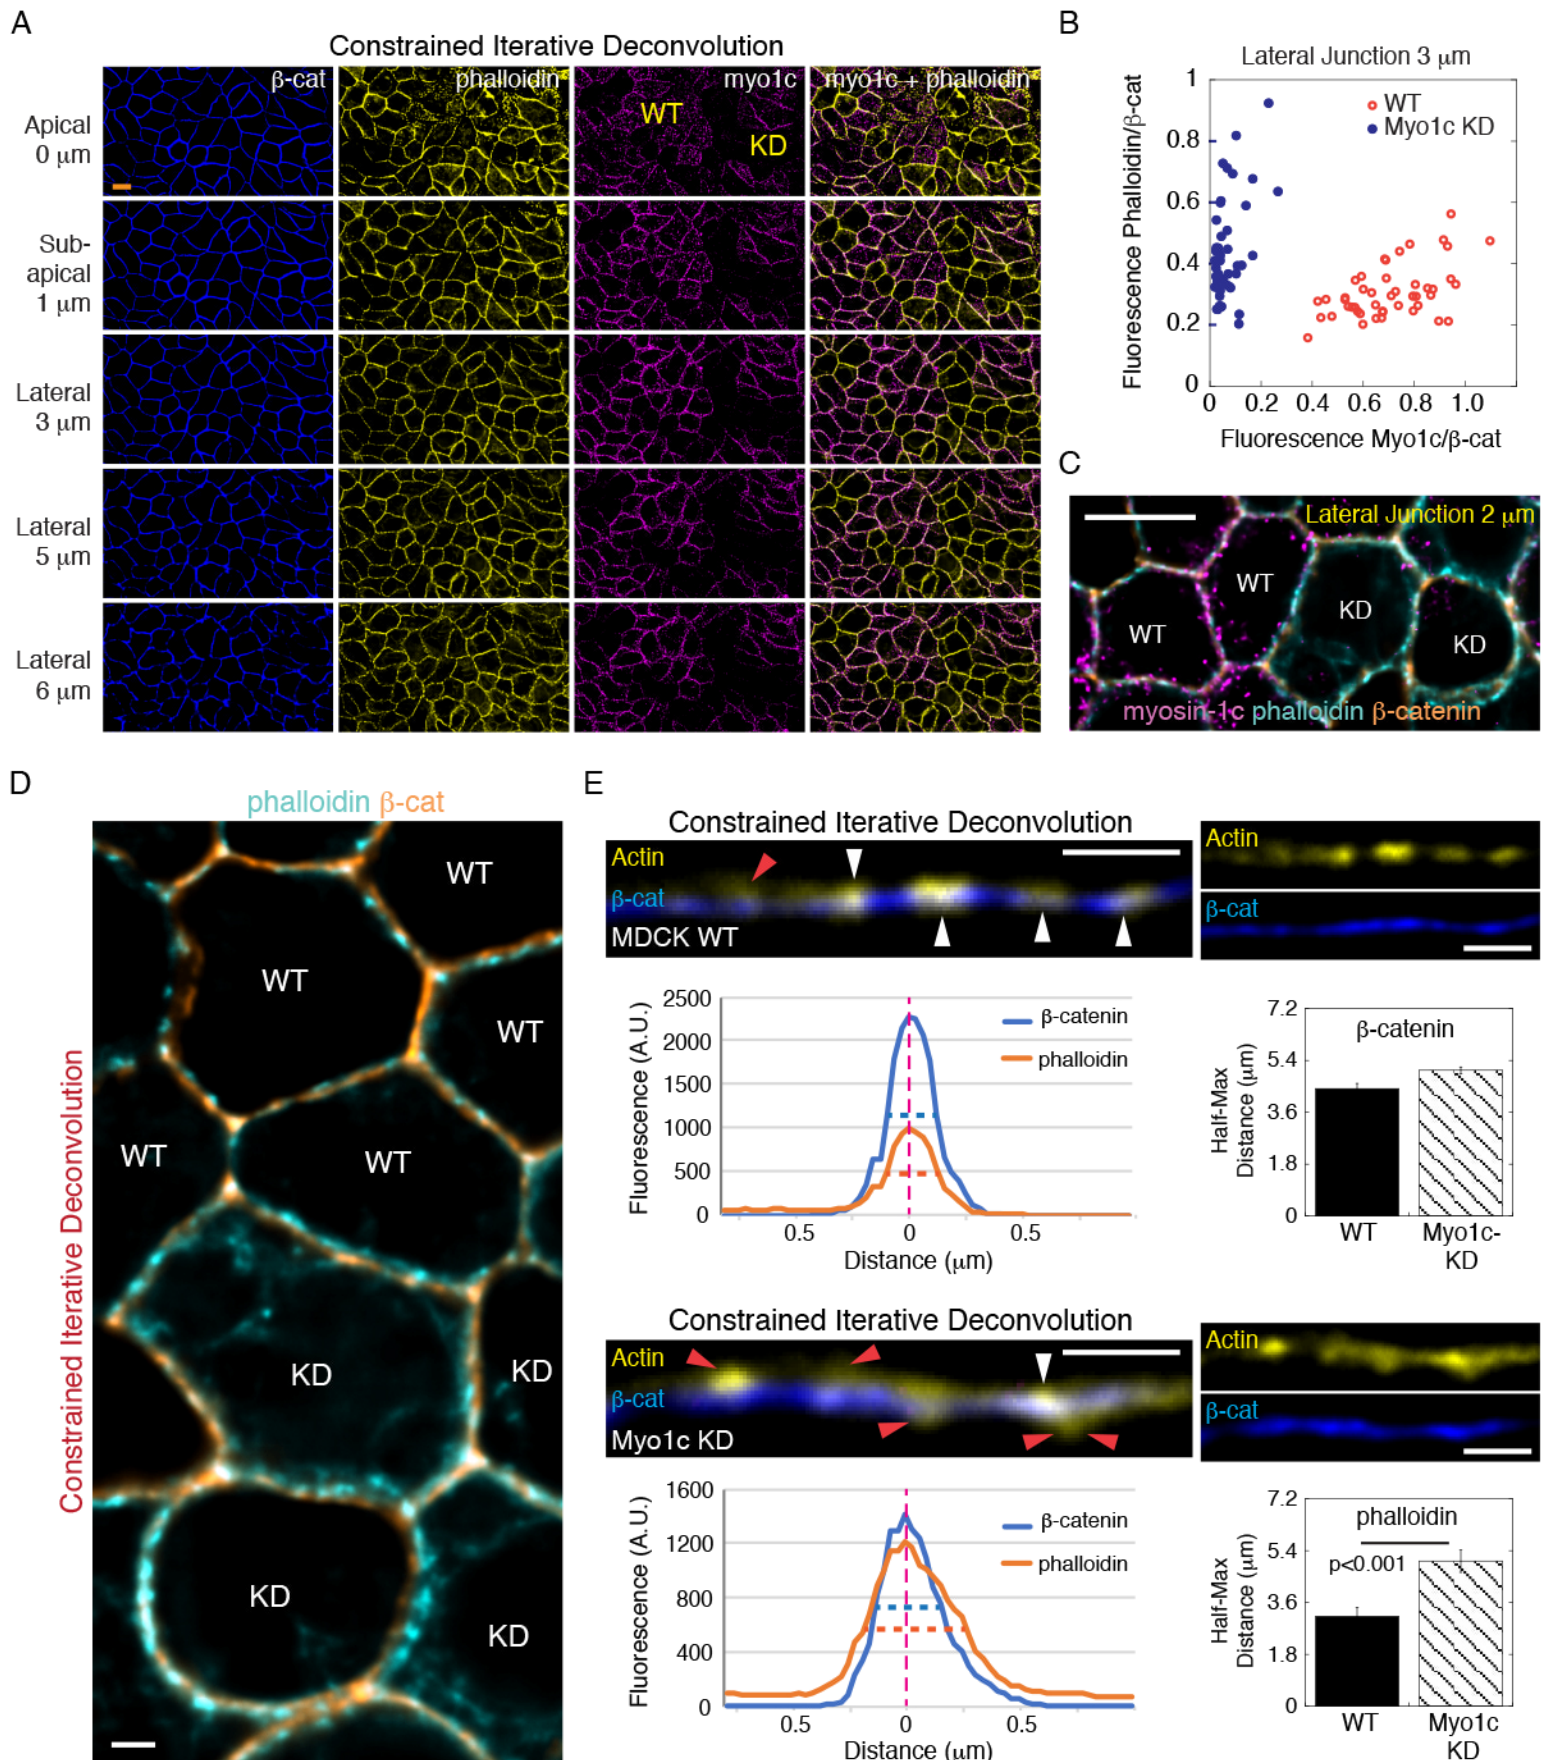 A
Constrained Iterative Deconvolution
β-cat
phalloidin
myo1c
myo1c + phalloidin
WT
KD
Apical
0 μm
Sub-
apical
1 μm
Lateral
3 μm
Lateral
5 μm
Lateral
6 μm
B
Lateral Junction 3 μm
Fluorescence Phalloidin/β-cat
1
0.8
0.6
0.4
0.2
0
WT
Myo1c KD
0 0.2 0.4 0.6 0.8 1.0
Fluorescence Myo1c/β-cat
C
Lateral Junction 2 μm
WT
WT
KD
KD
myosin-1c phalloidin β-catenin
D
phalloidin β-cat
Constrained Iterative Deconvolution
WT
WT
WT
WT
WT
KD
KD
KD
KD
E
Constrained Iterative Deconvolution
Actin
β-cat
MDCK WT
Actin
β-cat
Fluorescence (A.U.)
2500
2000
1500
1000
500
0
β-catenin
phalloidin
0.5 0 0.5
Distance (μm)
Half-Max
Distance (μm)
7.2
5.4
3.6
1.8
0
β-catenin
WT
Myo1c-
KD
Constrained Iterative Deconvolution
Actin
β-cat
Myo1c KD
Actin
β-cat
Fluorescence (A.U.)
1600
1200
800
400
0
β-catenin
phalloidin
0.5 0 0.5
Distance (μm)
Half-Max
Distance (μm)
7.2
5.4
3.6
1.8
0
phalloidin
p<0.001
WT
Myo1c
KD